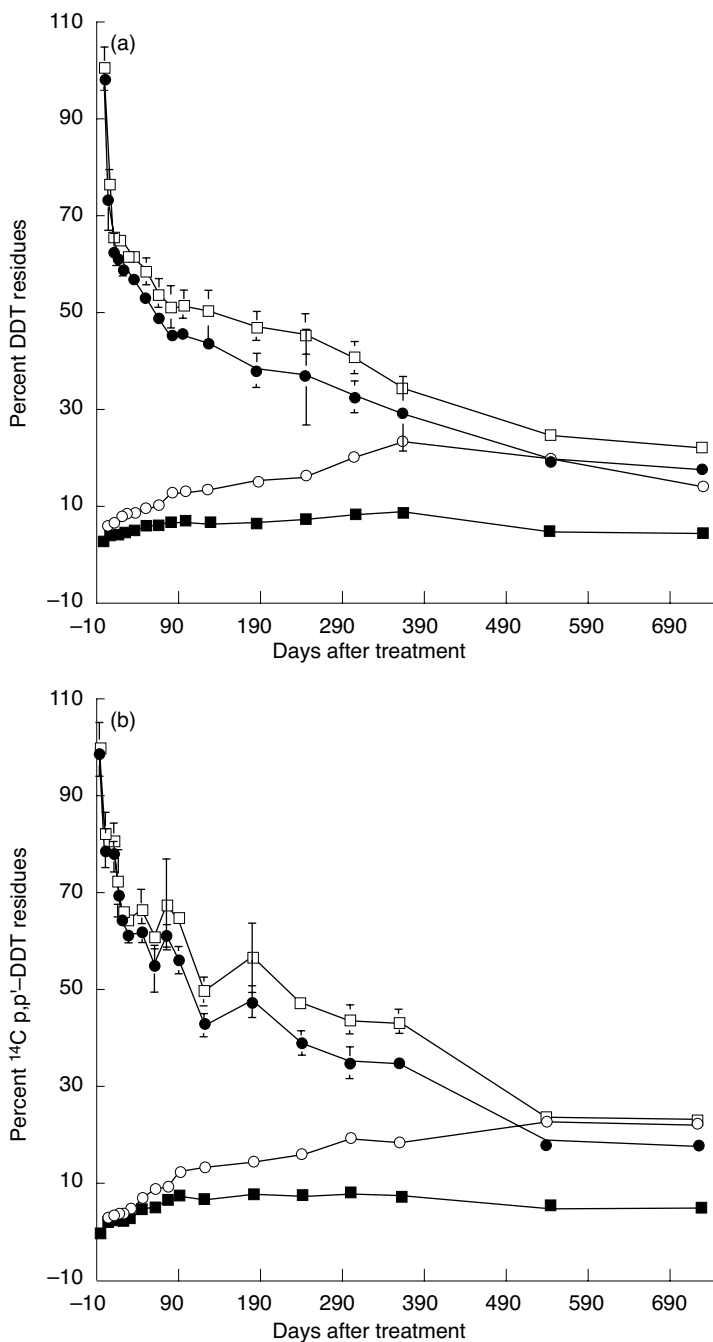 110
(a)
90
70
50
30
10
–10
Percent DDT residues
–10 90 190 290 390 490 590 690
Days after treatment
110
(b)
90
70
50
30
10
–10
Percent ¹⁴C p,p'–DDT residues
–10 90 190 290 390 490 590 690
Days after treatment